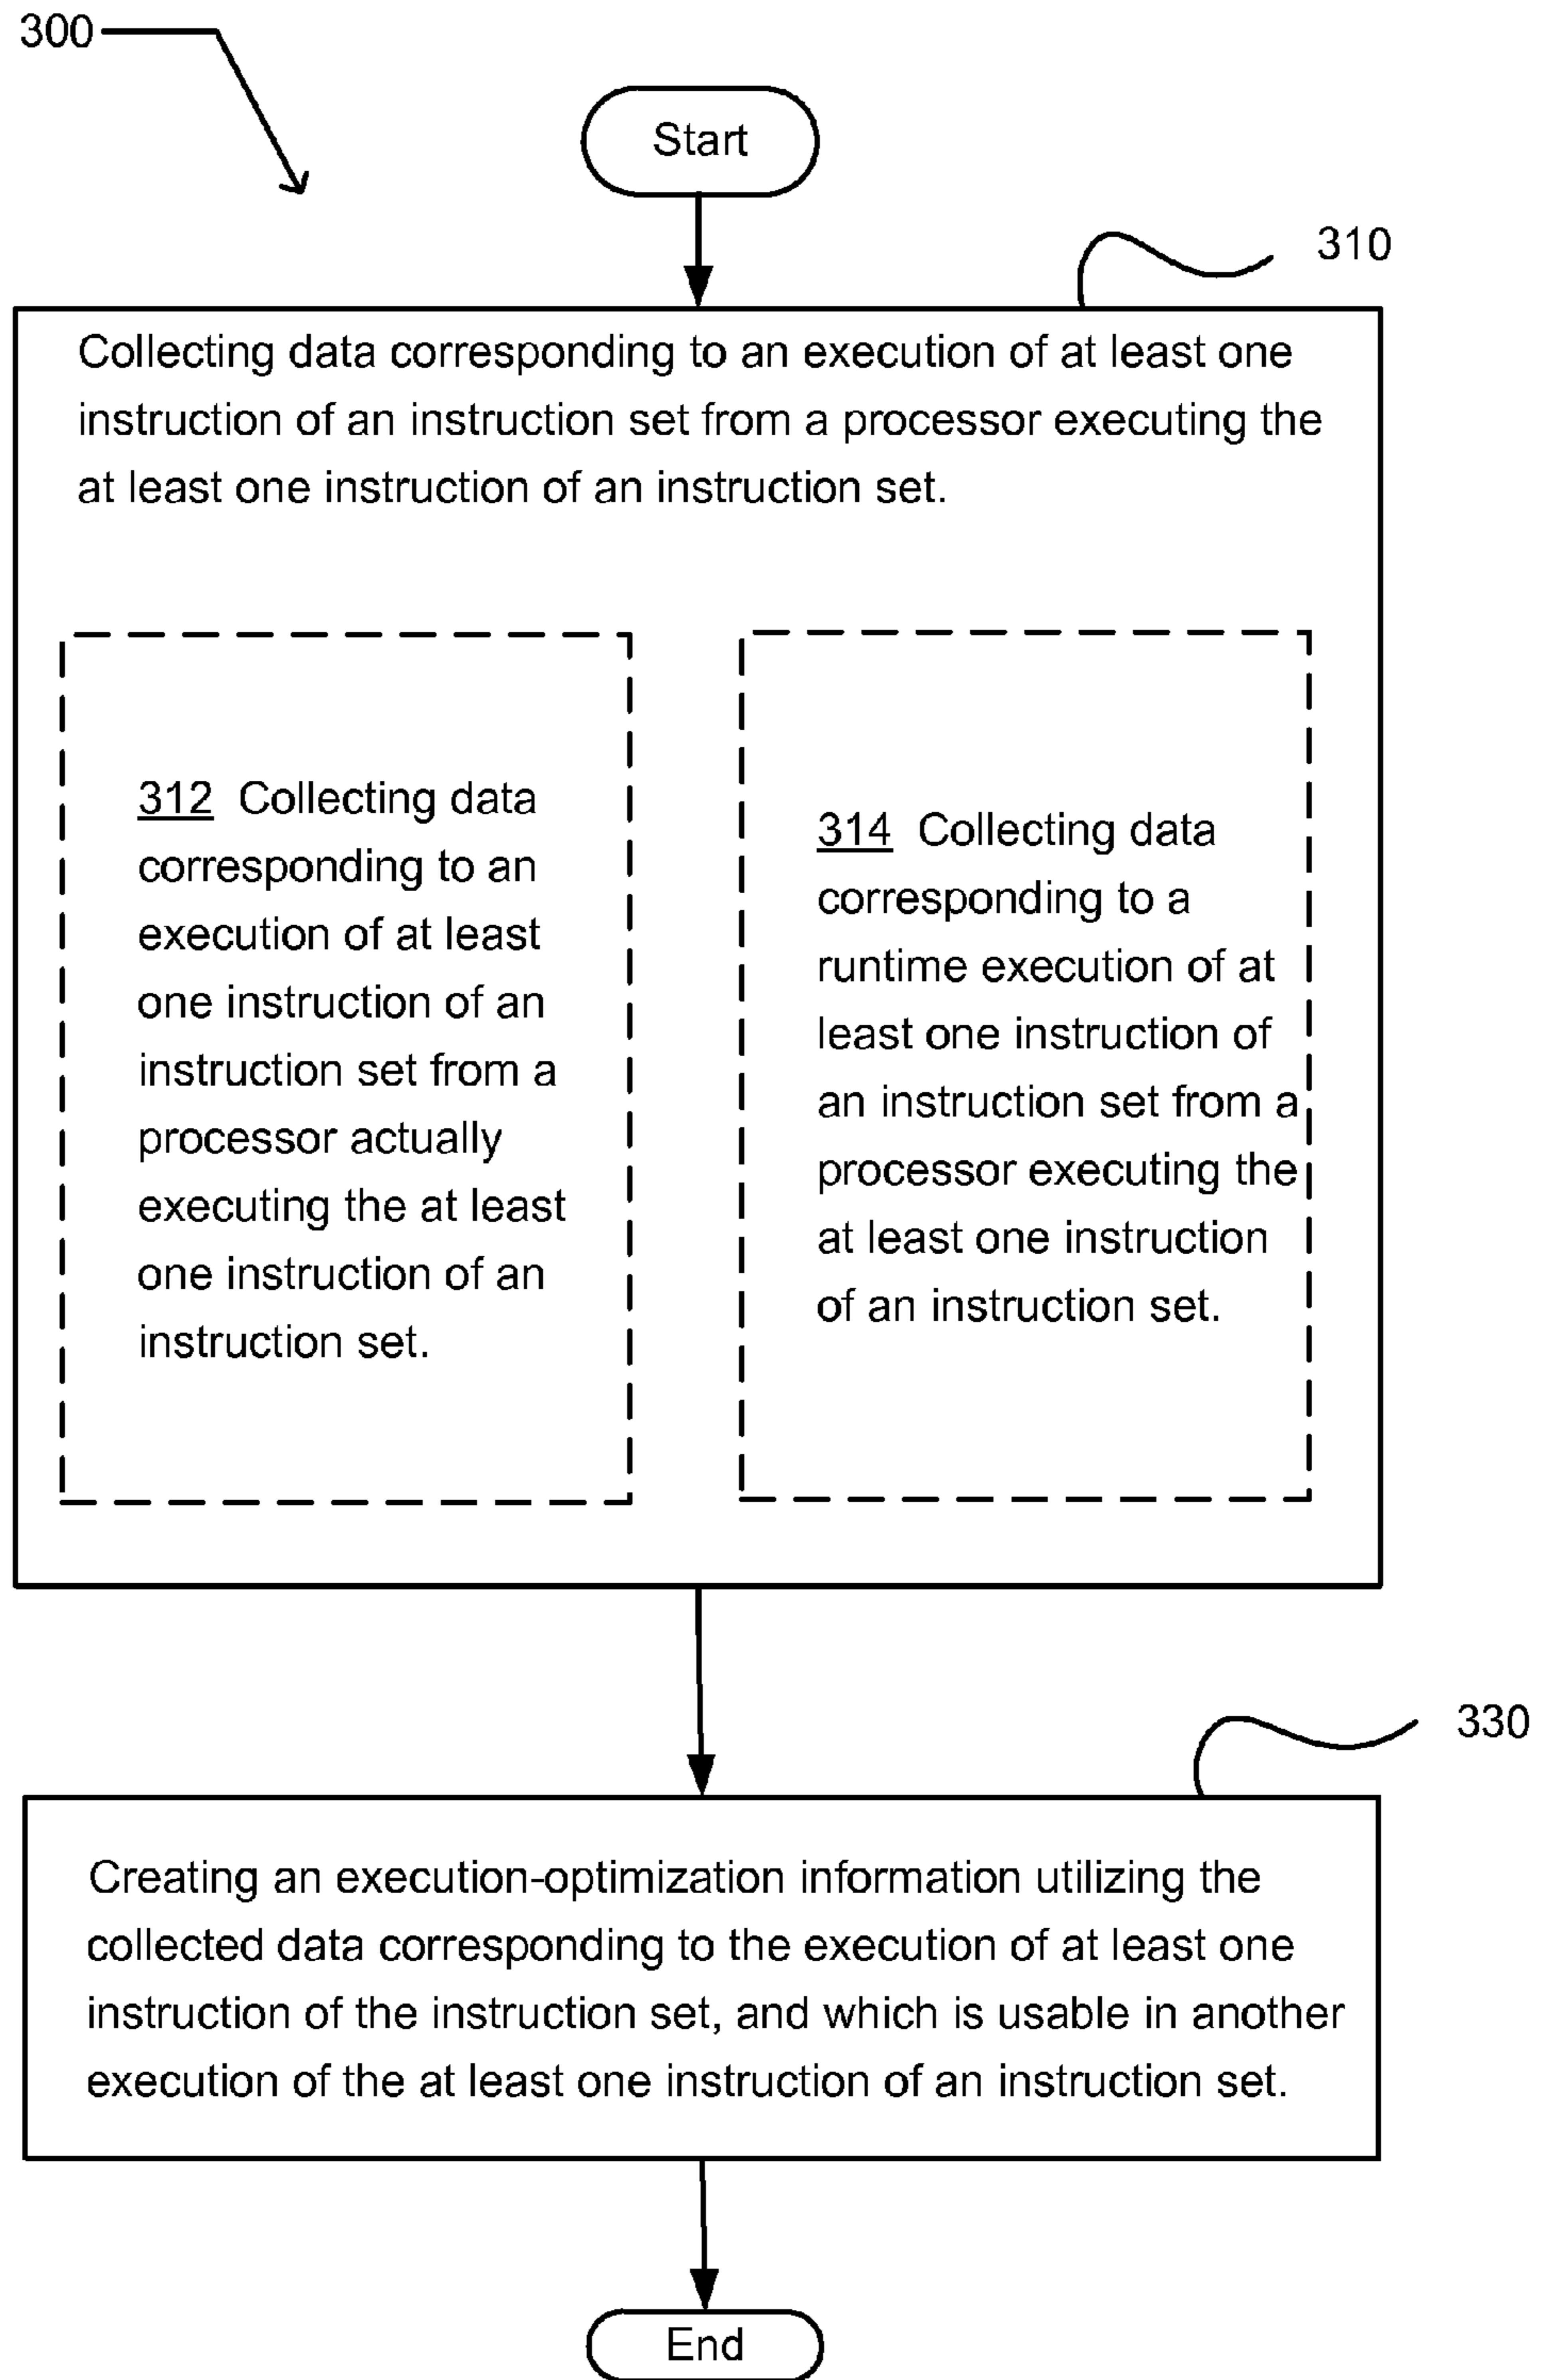 300
Start
310
Collecting data corresponding to an execution of at least one
instruction of an instruction set from a processor executing the
at least one instruction of an instruction set.
312 Collecting data
corresponding to an
execution of at least
one instruction of an
instruction set from a
processor actually
executing the at least
one instruction of an
instruction set.
314 Collecting data
corresponding to a
runtime execution of at
least one instruction of
an instruction set from a
processor executing the
at least one instruction
of an instruction set.
330
Creating an execution-optimization information utilizing the
collected data corresponding to the execution of at least one
instruction of the instruction set, and which is usable in another
execution of the at least one instruction of an instruction set.
End